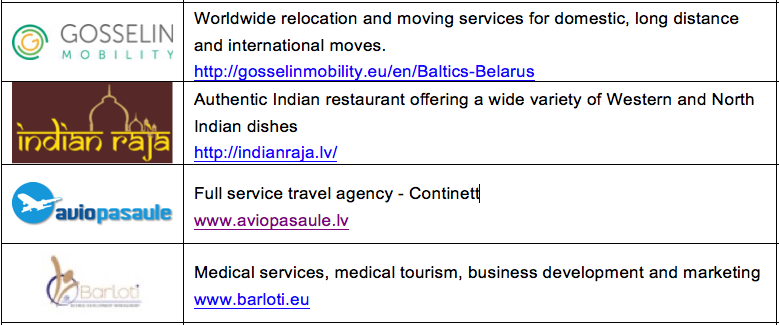 GOSSELIN
MOBILITY
Worldwide relocation and moving services for domestic, long distance
and international moves.
http://gosselinmobility.eu/en/Baltics-Belarus
indian raja
Authentic Indian restaurant offering a wide variety of Western and North
Indian dishes
http://indianraja.lv/
aviopasaule
Full service travel agency - Continett
www.aviopasaule.lv
Barloti
Medical services, medical tourism, business development and marketing
www.barloti.eu